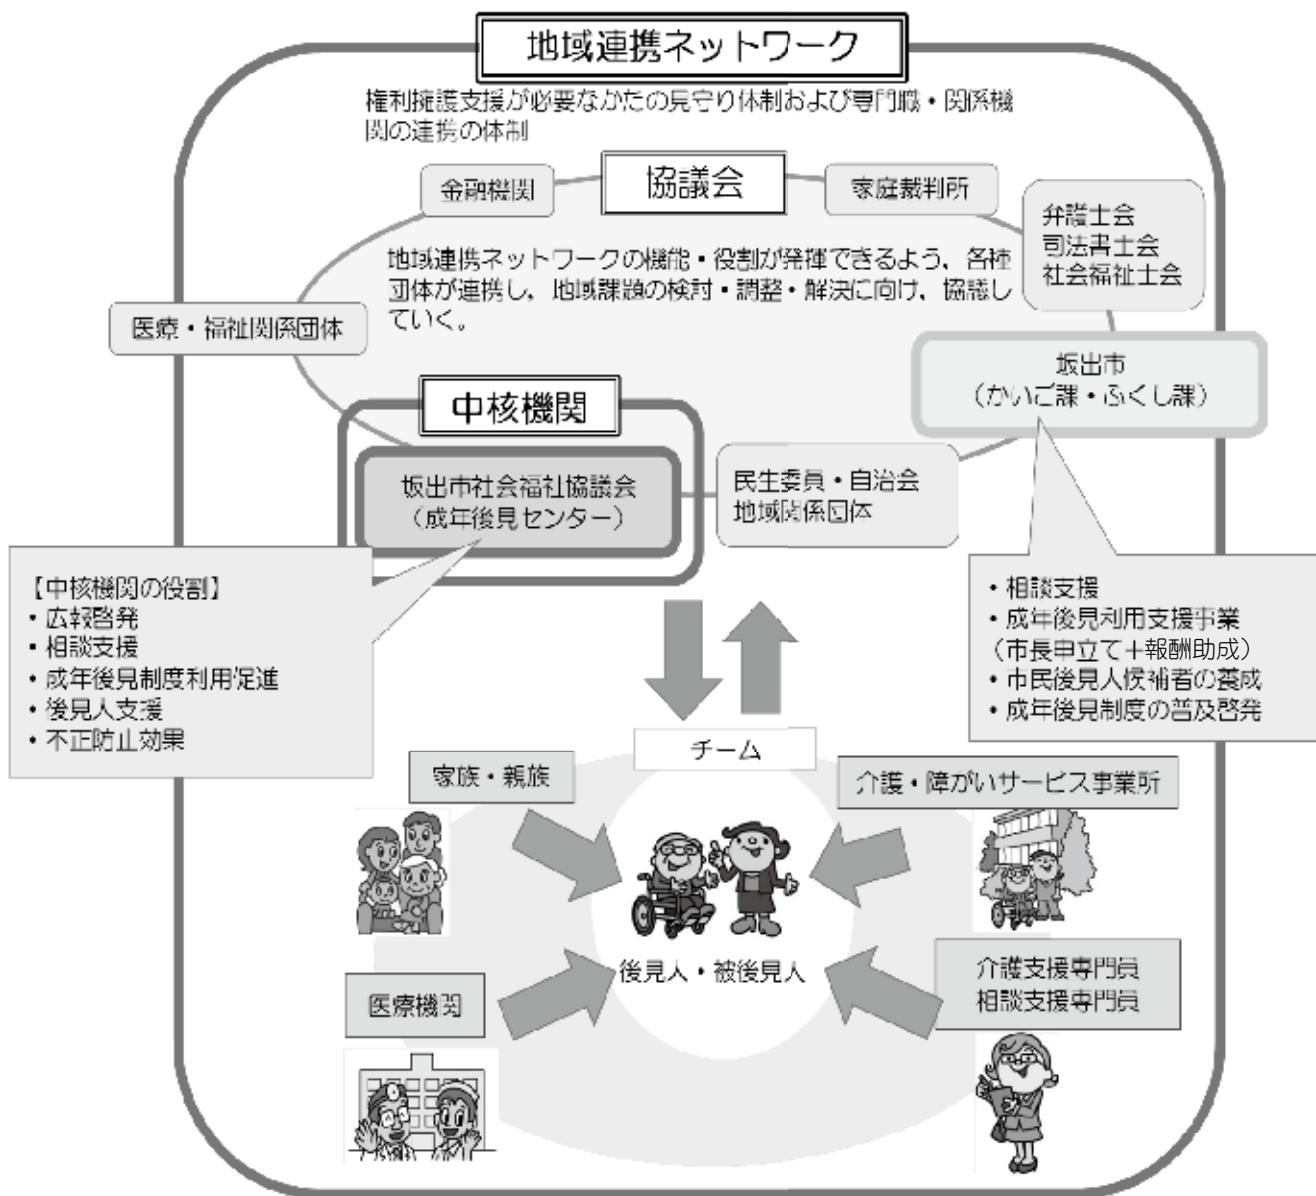 地域連携ネットワーク
権利擁護支援が必要なかたの見守り体制および専門職・関係機
関の連携の体制
金融機関
協議会
家庭裁判所
弁護士会
司法書士会
社会福祉士会
地域連携ネットワークの機能・役割が発揮できるよう、各種
団体が連携し、地域課題の検討・調整・解決に向け、協議し
ていく。
医療・福祉関係団体
坂出市
（かいご課・ふくし課）
中核機関
坂出市社会福祉協議会
（成年後見センター）
民生委員・自治会
地域関係団体
【中核機関の役割】
・広報啓発
・相談支援
・成年後見制度利用促進
・後見人支援
・不正防止効果
・相談支援
・成年後見利用支援事業
（市長申立て＋報酬助成）
・市民後見人候補者の養成
・成年後見制度の普及啓発
チーム
家族・親族
介護・障がいサービス事業所
後見人・被後見人
医療機関
介護支援専門員
相談支援専門員